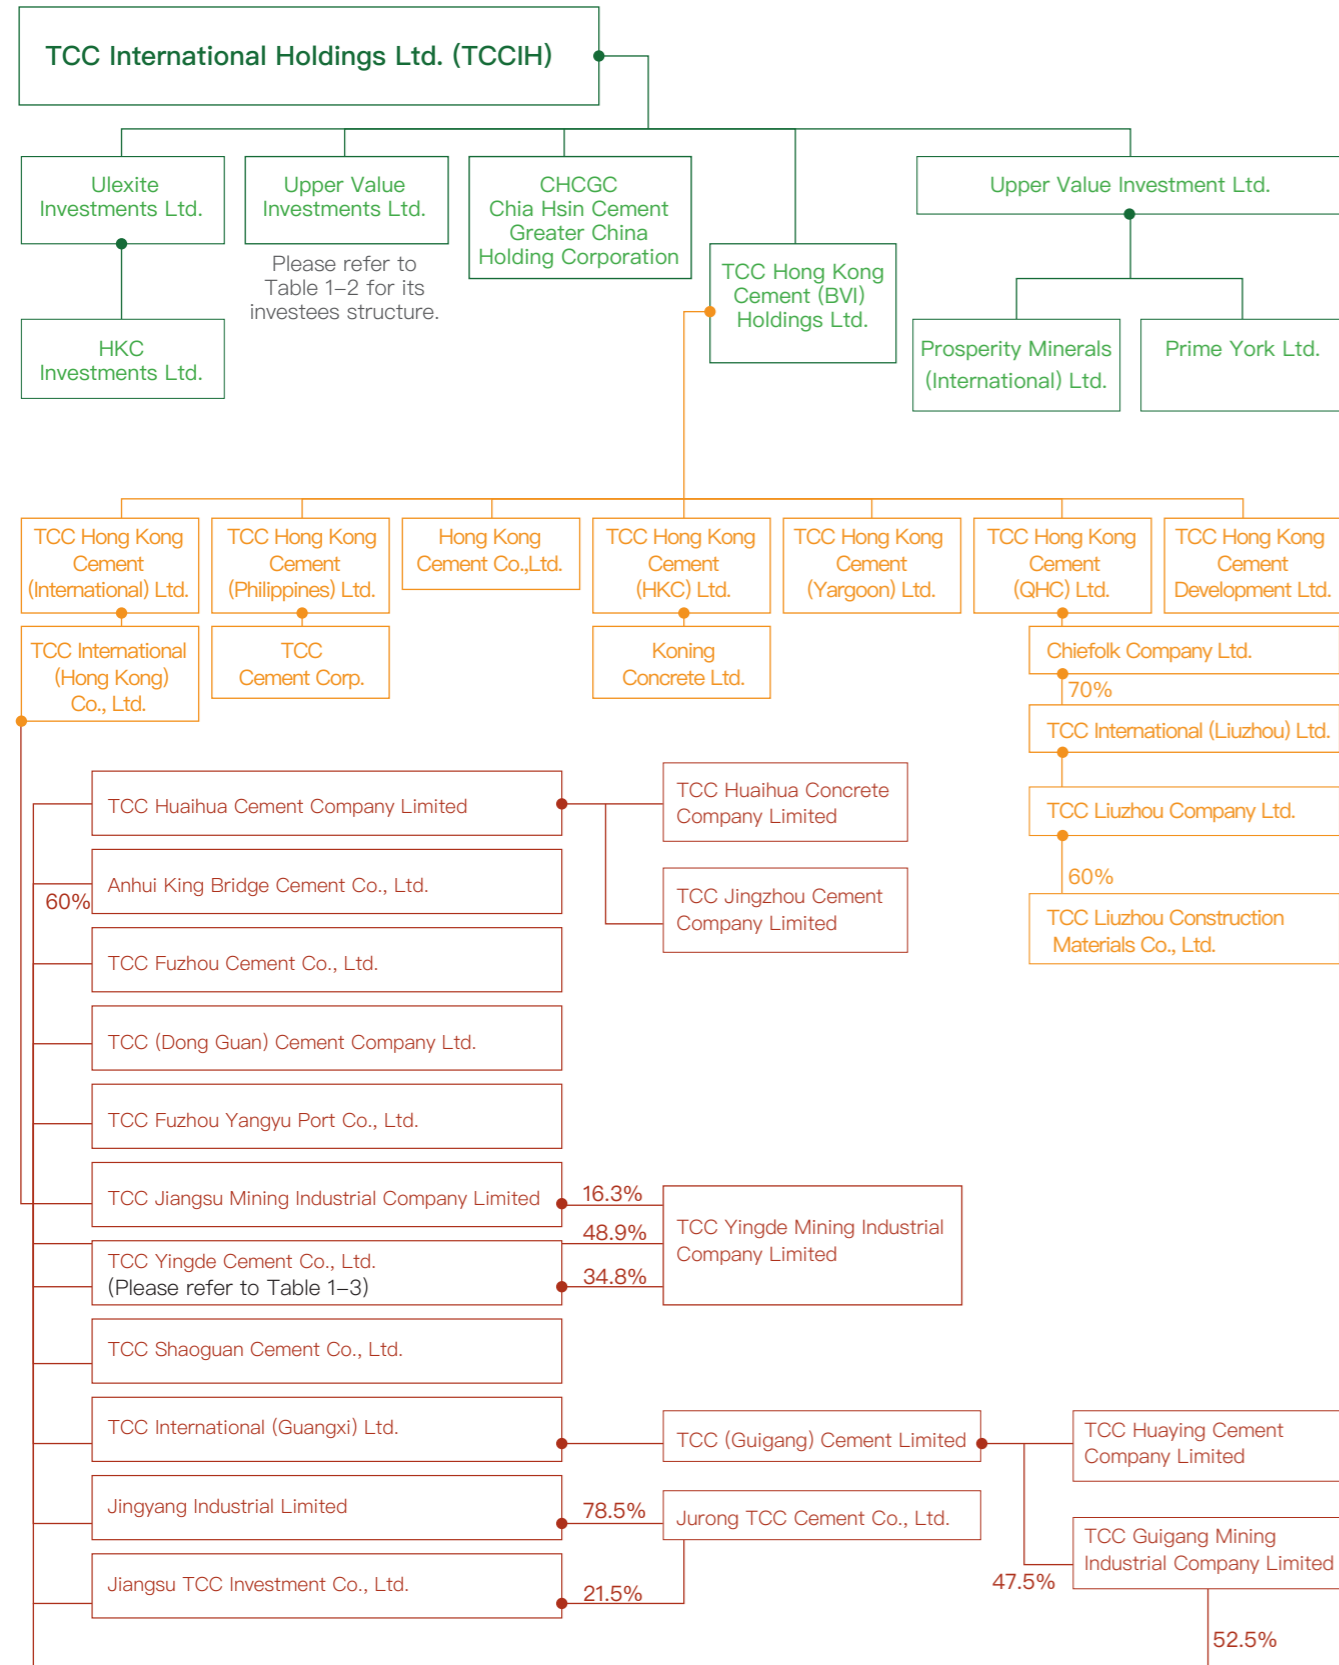 TCC International Holdings Ltd. (TCCIH)
Ulexite
Investments Ltd.
Upper Value
Investments Ltd.
Please refer to
Table 1–2 for its
investees structure.
CHCGC
Chia Hsin Cement
Greater China
Holding Corporation
TCC Hong Kong
Cement (BVI)
Holdings Ltd.
Upper Value Investment Ltd.
HKC
Investments Ltd.
Prosperity Minerals
(International) Ltd.
Prime York Ltd.
TCC Hong Kong
Cement
(International) Ltd.
TCC Hong Kong
Cement
(Philippines) Ltd.
Hong Kong
Cement Co.,Ltd.
TCC Hong Kong
Cement
(HKC) Ltd.
TCC Hong Kong
Cement
(Yargoon) Ltd.
TCC Hong Kong
Cement
(QHC) Ltd.
TCC Hong Kong
Cement
Development Ltd.
TCC International
(Hong Kong)
Co., Ltd.
TCC
Cement Corp.
Koning
Concrete Ltd.
Chiefolk Company Ltd.
70%
TCC International (Liuzhou) Ltd.
TCC Liuzhou Company Ltd.
60%
TCC Liuzhou Construction
Materials Co., Ltd.
TCC Huaihua Cement Company Limited
TCC Huaihua Concrete
Company Limited
TCC Jingzhou Cement
Company Limited
60%
Anhui King Bridge Cement Co., Ltd.
TCC Fuzhou Cement Co., Ltd.
TCC (Dong Guan) Cement Company Ltd.
TCC Fuzhou Yangyu Port Co., Ltd.
TCC Jiangsu Mining Industrial Company Limited
16.3%
48.9%
34.8%
TCC Yingde Mining Industrial
Company Limited
TCC Yingde Cement Co., Ltd.
(Please refer to Table 1–3)
TCC Shaoguan Cement Co., Ltd.
TCC International (Guangxi) Ltd.
TCC (Guigang) Cement Limited
TCC Huaying Cement
Company Limited
Jingyang Industrial Limited
78.5%
Jurong TCC Cement Co., Ltd.
TCC Guigang Mining
Industrial Company Limited
47.5%
Jiangsu TCC Investment Co., Ltd.
21.5%
52.5%